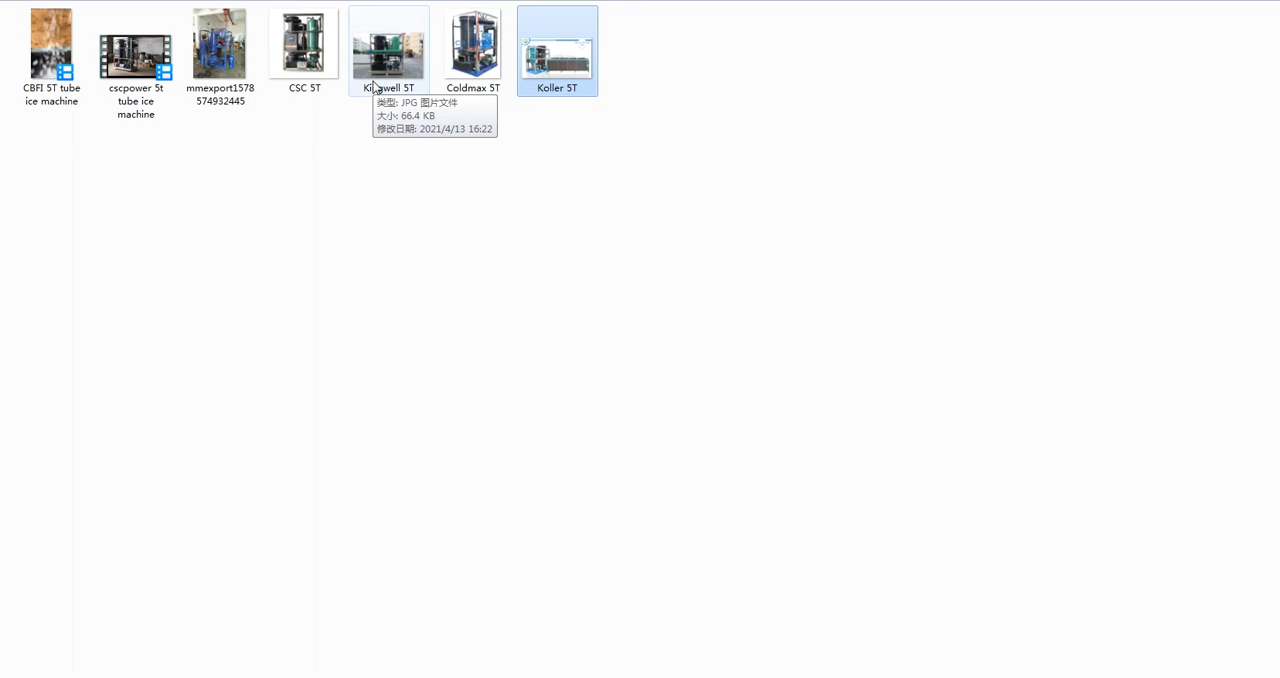 CBFI 5T tube
ice machine
cscpower 5t
tube ice
machine
mmexport1578
574932445
CSC 5T
5T
Coldmax 5T
Koller 5T
类型: JPG 图片文件
大小: 66.4 KB
修改日期: 2021/4/13 16:22